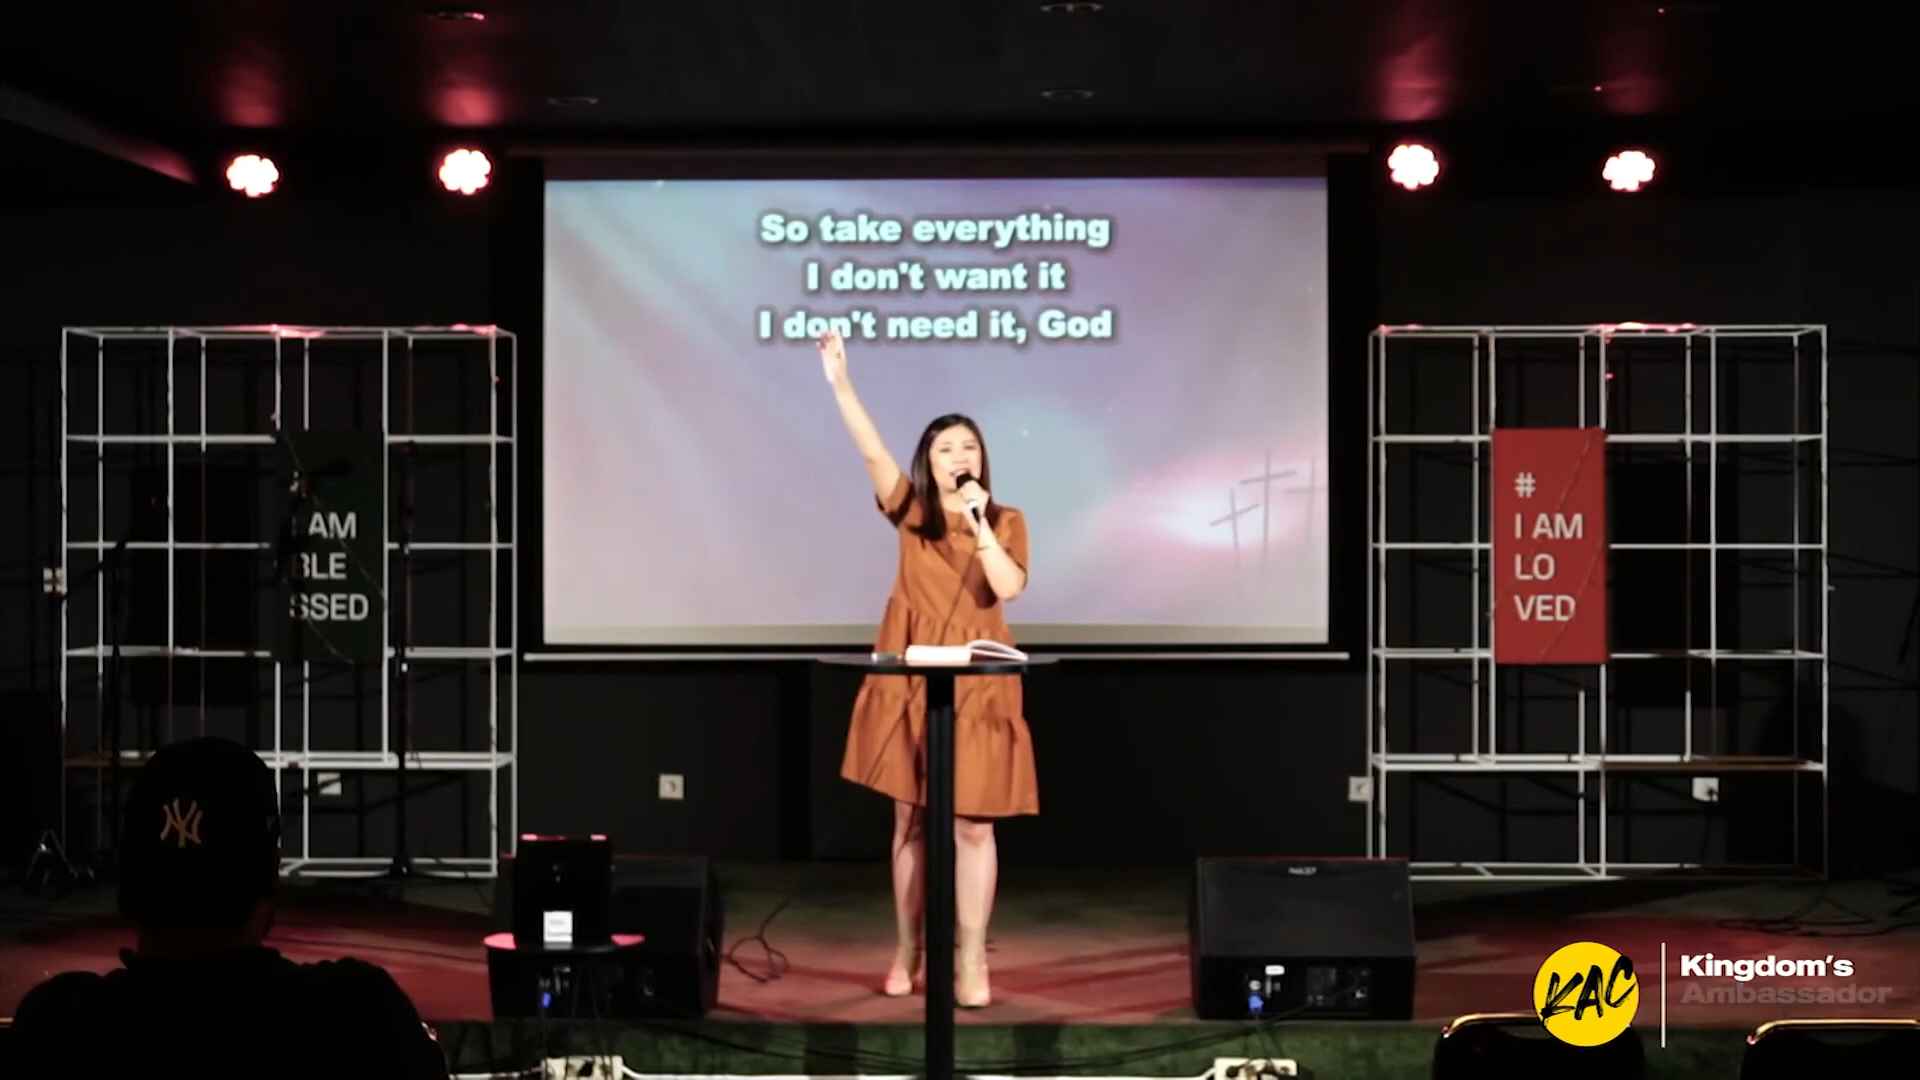 So take everything
I don't want it
I don't need it, God
I AM
BLE
SSED
#
I AM
LO
VED
NY
KAC
Kingdom's
Ambassador